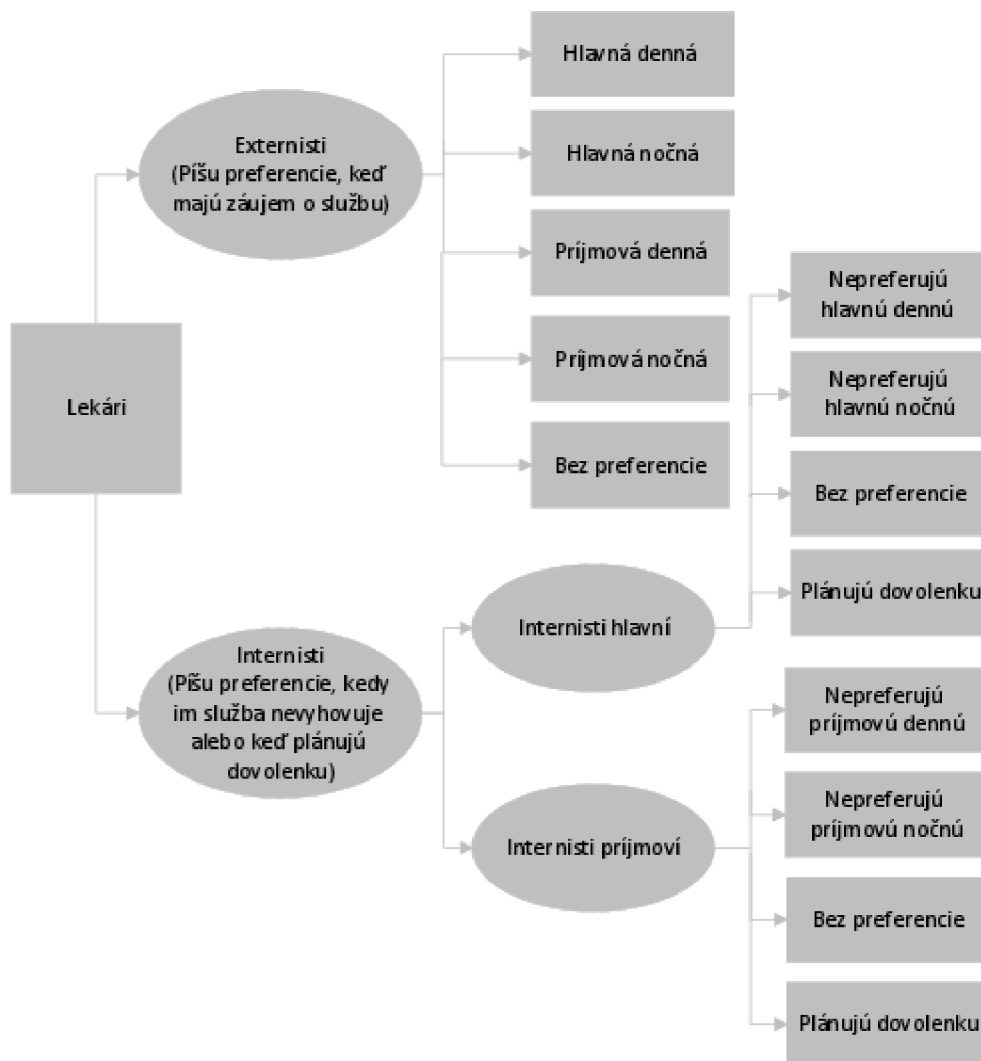 Hlavná denná
Externisti
(Píšu preferencie, keď
majú záujem o službu)
Hlavná nočná
Príjmová denná
Príjmová nočná
Bez preferencie
Lekári
Nepreferujú
hlavnú dennú
Nepreferujú
hlavnú nočnú
Bez preferencie
Plánujú dovolenku
Internisti hlavní
Internisti
(Píšu preferencie, kedy
im služba nevyhovuje
alebo keď plánujú
dovolenku)
Internisti príjmoví
Nepreferujú
príjmovú dennú
Nepreferujú
príjmovú nočnú
Bez preferencie
Plánujú dovolenku